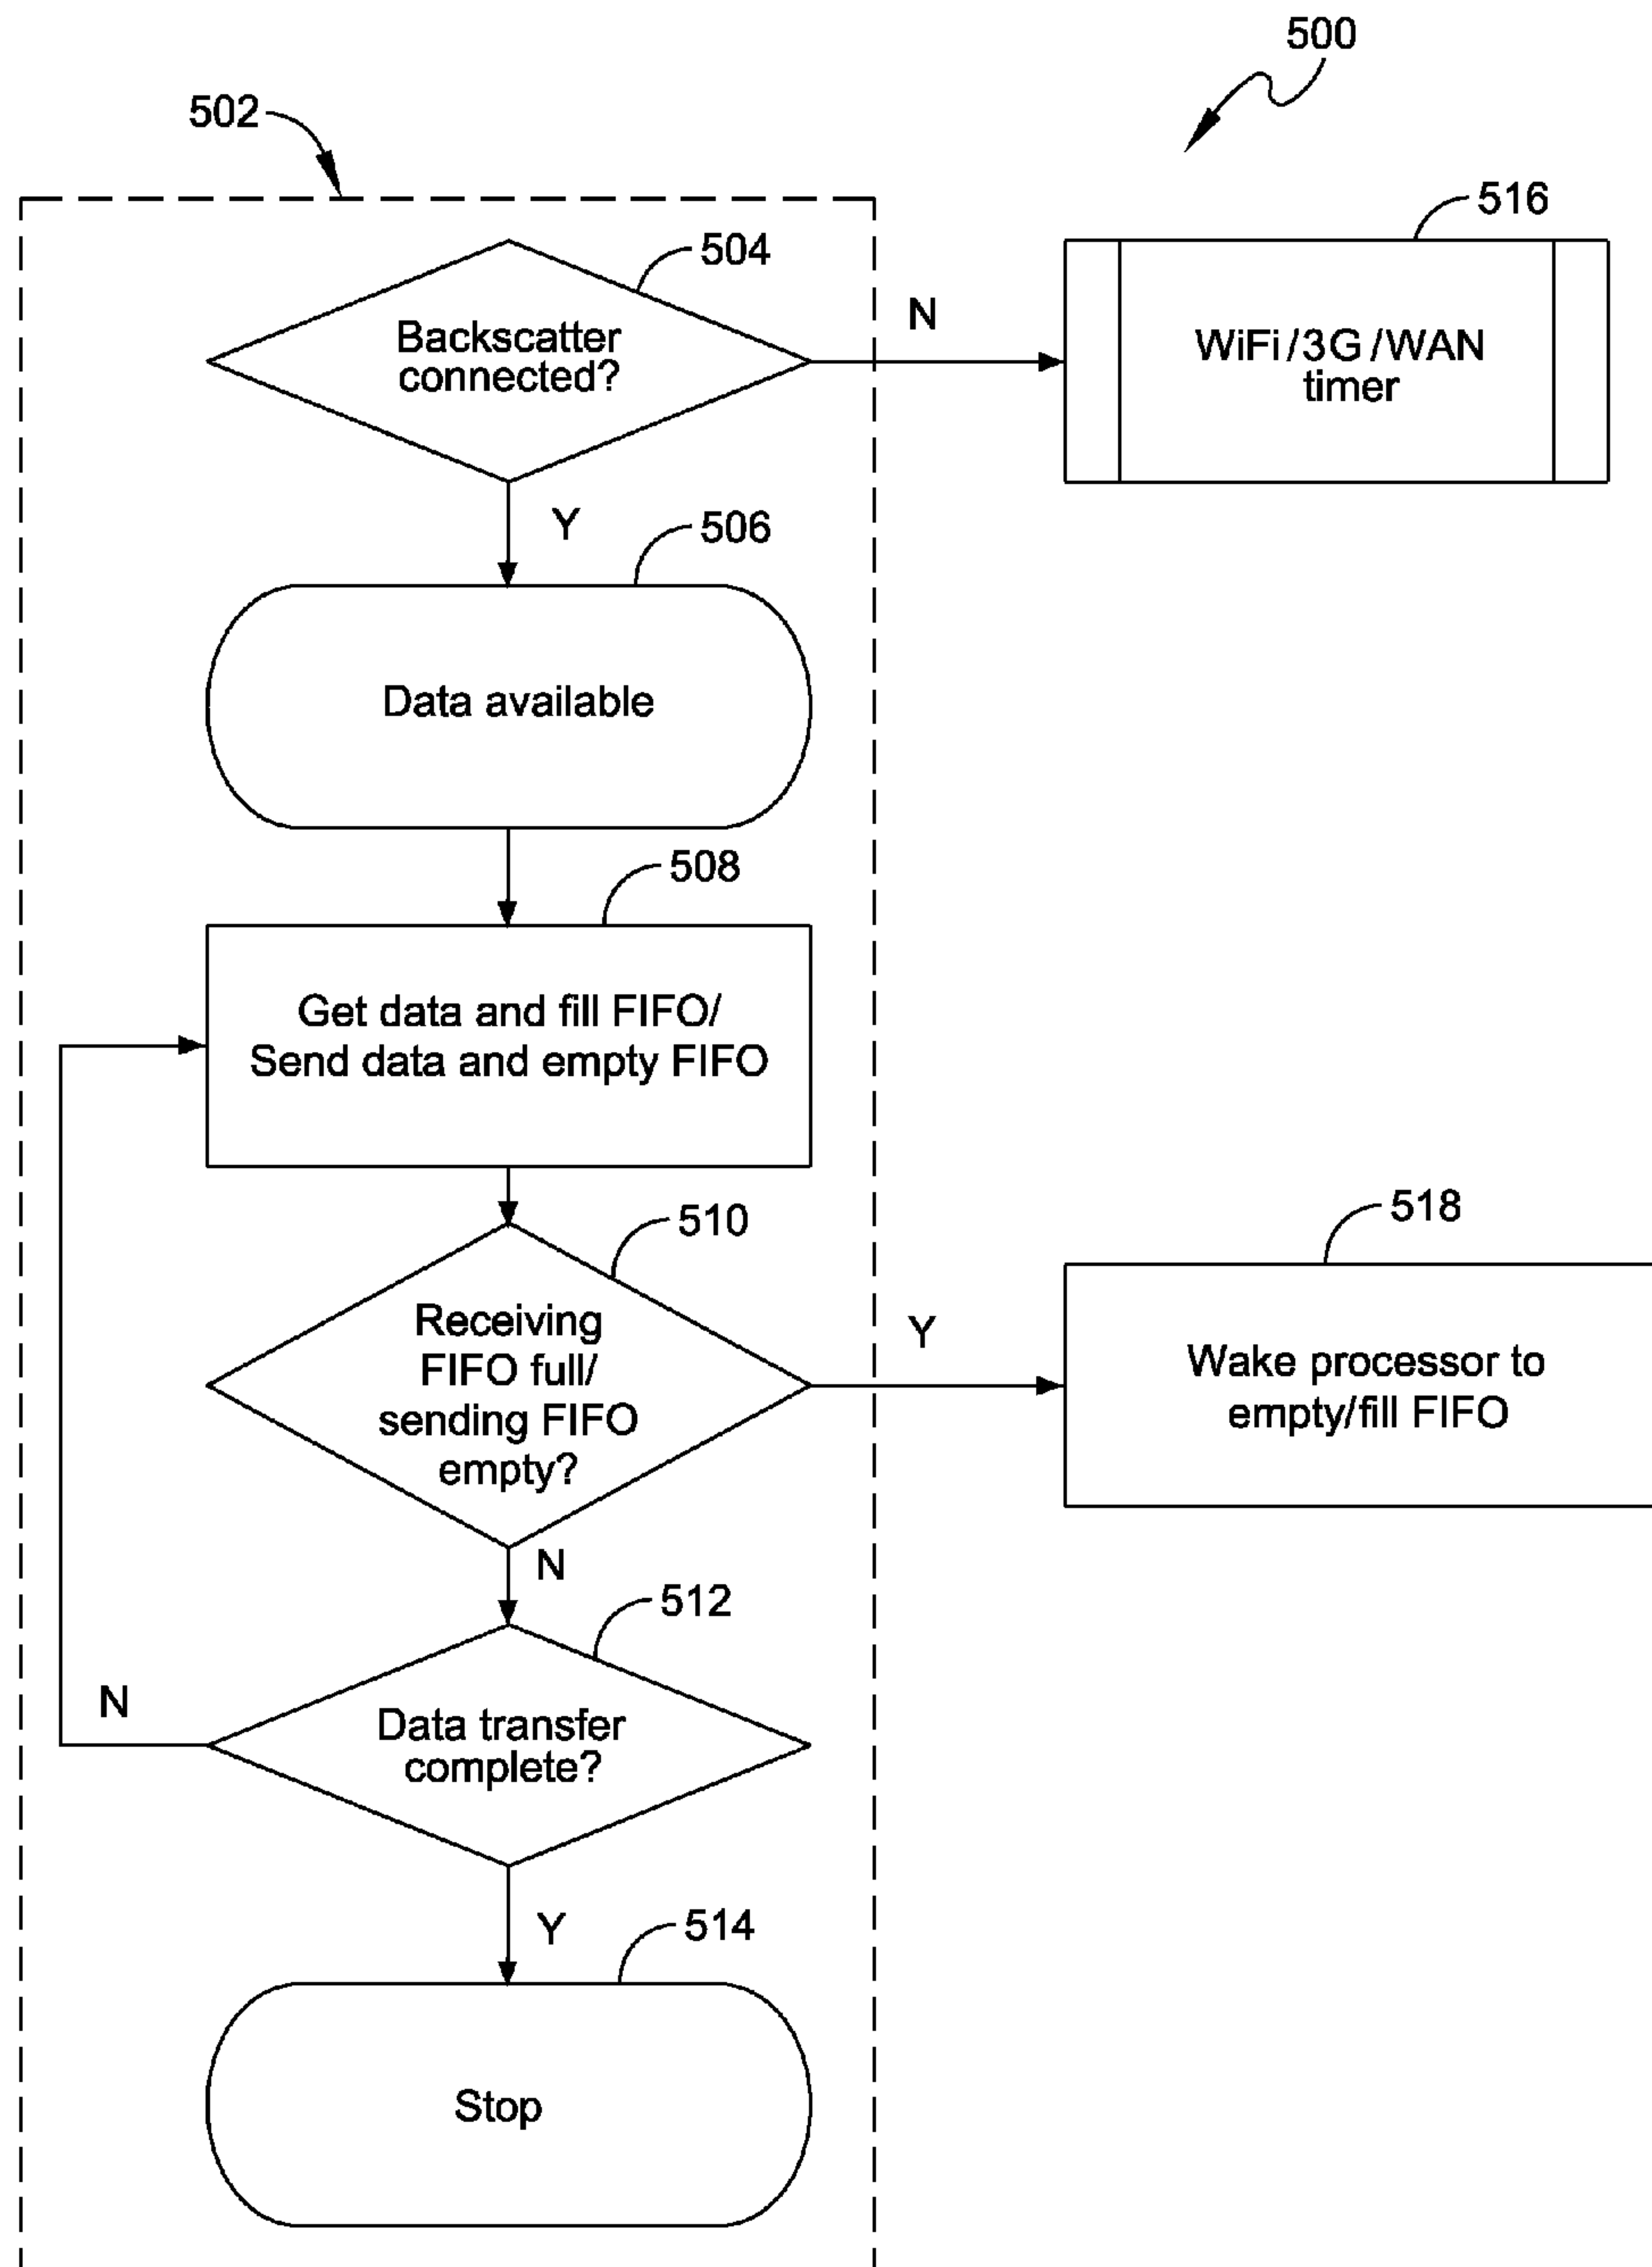 500
502
516
504
Backscatter
connected?
N
WiFi/3G/WAN
timer
Y
506
Data available
508
Get data and fill FIFO/
Send data and empty FIFO
510
518
Receiving
FIFO full/
sending FIFO
empty?
Y
Wake processor to
empty/fill FIFO
N
512
N
Data transfer
complete?
Y
514
Stop